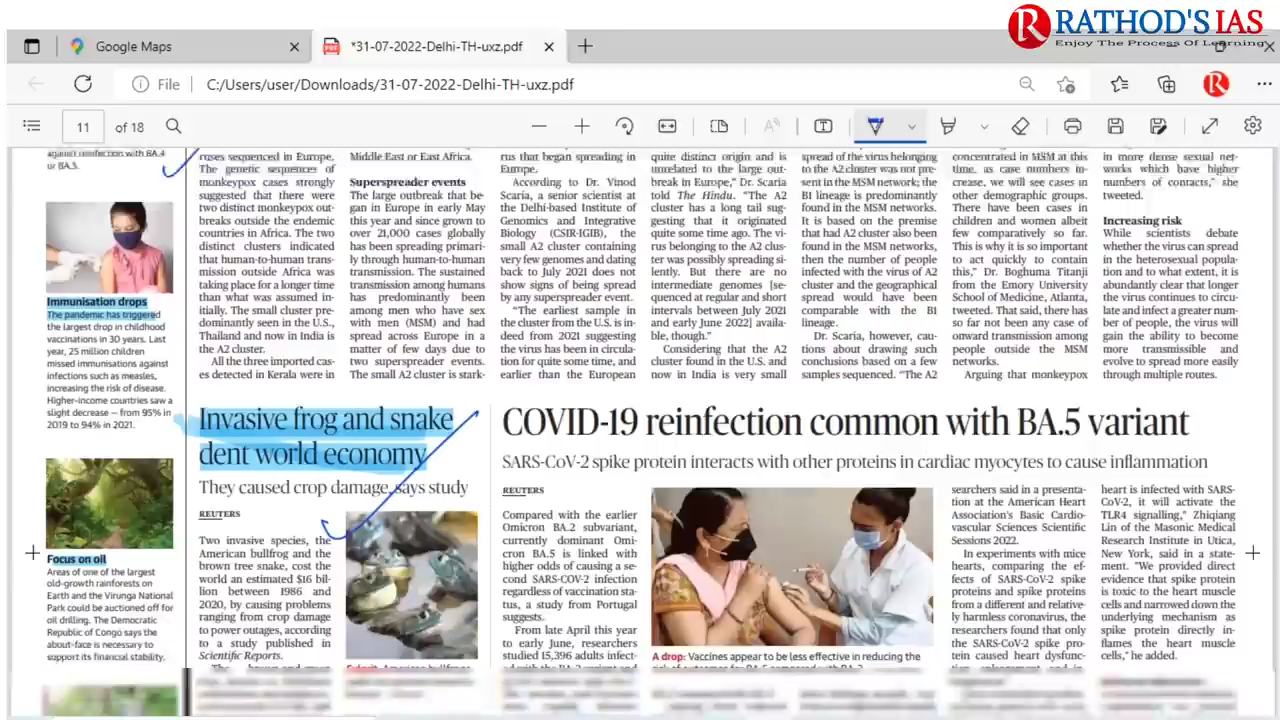 RATHOD'S IAS
Enjoy The Process Of Learning
Google Maps
*31-07-2022-Delhi-TH-uxz.pdf
File
C:/Users/user/Downloads/31-07-2022-Delhi-TH-uxz.pdf
11 of 18
against reinfection with BA.4
or BA.5.
Immunisation drops
The pandemic has triggered
the largest drop in childhood
vaccinations in 30 years. Last
year, 25 million children
missed immunisations against
infections such as measles,
increasing the risk of disease.
Higher-income countries saw a
slight decrease — from 95% in
2019 to 94% in 2021.
Focus on oil
Areas of one of the largest
old-growth rainforests on
Earth and the Virunga National
Park could be auctioned off for
oil drilling. The Democratic
Republic of Congo says the
about-face is necessary to
support its financial stability.
roses sequenced in Europe.
The genetic sequences of
monkeypox cases strongly
suggested that there were
two distinct monkeypox out-
breaks outside the endemic
countries in Africa. The two
distinct clusters indicated
that human-to-human trans-
mission outside Africa was
taking place for a longer time
than what was assumed in-
itially. The small cluster pre-
dominantly seen in the U.S.,
Thailand and now in India is
the A2 cluster.
All the three imported cas-
es detected in Kerala were in
Middle East or East Africa.
Superspreader events
The large outbreak that be-
gan in Europe in early May
this year and since grown to
over 21,000 cases globally
has been spreading primari-
ly through human-to-human
transmission. The sustained
transmission among humans
has predominantly been
among men who have sex
with men (MSM) and had
spread across Europe in a
matter of few days due to
two superspreader events.
The small A2 cluster is stark-
rus that began spreading in
Europe.
According to Dr. Vinod
Scaria, a senior scientist at
the Delhi-based Institute of
Genomics and Integrative
Biology (CSIR-IGIB), the
small A2 cluster containing
very few genomes and dating
back to July 2021 does not
show signs of being spread
by any superspreader event.
"The earliest sample in
the cluster from the U.S. is in-
deed from 2021 suggesting
the virus has been in circula-
tion for quite some time, and
earlier than the European
quite distinct origin and is
unrelated to the large out-
break in Europe," Dr. Scaria
told The Hindu. "The A2
cluster has a long tail sug-
gesting that it originated
quite some time ago. The vi-
rus belonging to the A2 clus-
ter was possibly spreading si-
lently. But there are no
intermediate genomes [se-
quenced at regular and short
intervals between July 2021
and early June 2022] availa-
ble, though."
Considering that the A2
cluster found in the U.S. and
now in India is very small
spread of the virus belonging
to the A2 cluster was not pre-
sent in the MSM network; the
B1 lineage is predominantly
found in the MSM networks.
It is based on the premise
that had A2 cluster also been
found in the MSM networks,
then the number of people
infected with the virus of A2
cluster and the geographical
spread would have been
comparable with the B1
lineage.
Dr. Scaria, however, cau-
tions about drawing such
conclusions based on a few
samples sequenced. "The A2
concentrated in MSM at this
time, as case numbers in-
crease, we will see cases in
other demographic groups.
There have been cases in
children and women albeit
few comparatively so far.
This is why it is so important
to act quickly to contain
this," Dr. Boghuma Titanji
from the Emory University
School of Medicine, Atlanta,
tweeted. That said, there has
so far not been any case of
onward transmission among
people outside the MSM
networks.
Arguing that monkeypox
in more dense sexual net-
works which have higher
numbers of contacts," she
tweeted.
Increasing risk
While scientists debate
whether the virus can spread
in the heterosexual popula-
tion and to what extent, it is
abundantly clear that longer
the virus continues to circu-
late and infect a greater num-
ber of people, the virus will
gain the ability to become
more transmissible and
evolve to spread more easily
through multiple routes.
Invasive frog and snake
dent world economy
They caused crop damage, says study
REUTERS
Two invasive species, the
American bullfrog and the
brown tree snake, cost the
world an estimated $16 bil-
lion between 1986 and
2020, by causing problems
ranging from crop damage
to power outages, according
to a study published in
Scientific Reports.
COVID-19 reinfection common with BA.5 variant
SARS-CoV-2 spike protein interacts with other proteins in cardiac myocytes to cause inflammation
REUTERS
Compared with the earlier
Omicron BA.2 subvariant,
currently dominant Omi-
cron BA.5 is linked with
higher odds of causing a se-
cond SARS-COV-2 infection
regardless of vaccination sta-
tus, a study from Portugal
suggests.
From late April this year
to early June, researchers
studied 15,396 adults infect-
A drop: Vaccines appear to be less effective in reducing the
searchers said in a presenta-
tion at the American Heart
Association's Basic Cardio-
vascular Sciences Scientific
Sessions 2022.
In experiments with mice
hearts, comparing the ef-
fects of SARS-CoV-2 spike
proteins and spike proteins
from a different and relative-
ly harmless coronavirus, the
researchers found that only
the SARS-CoV-2 spike pro-
tein caused heart dysfunc-
heart is infected with SARS-
CoV-2, it will activate the
TLR4 signalling," Zhiqiang
Lin of the Masonic Medical
Research Institute in Utica,
New York, said in a state-
ment. "We provided direct
evidence that spike protein
is toxic to the heart muscle
cells and narrowed down the
underlying mechanism as
spike protein directly in-
flames the heart muscle
cells," he added.